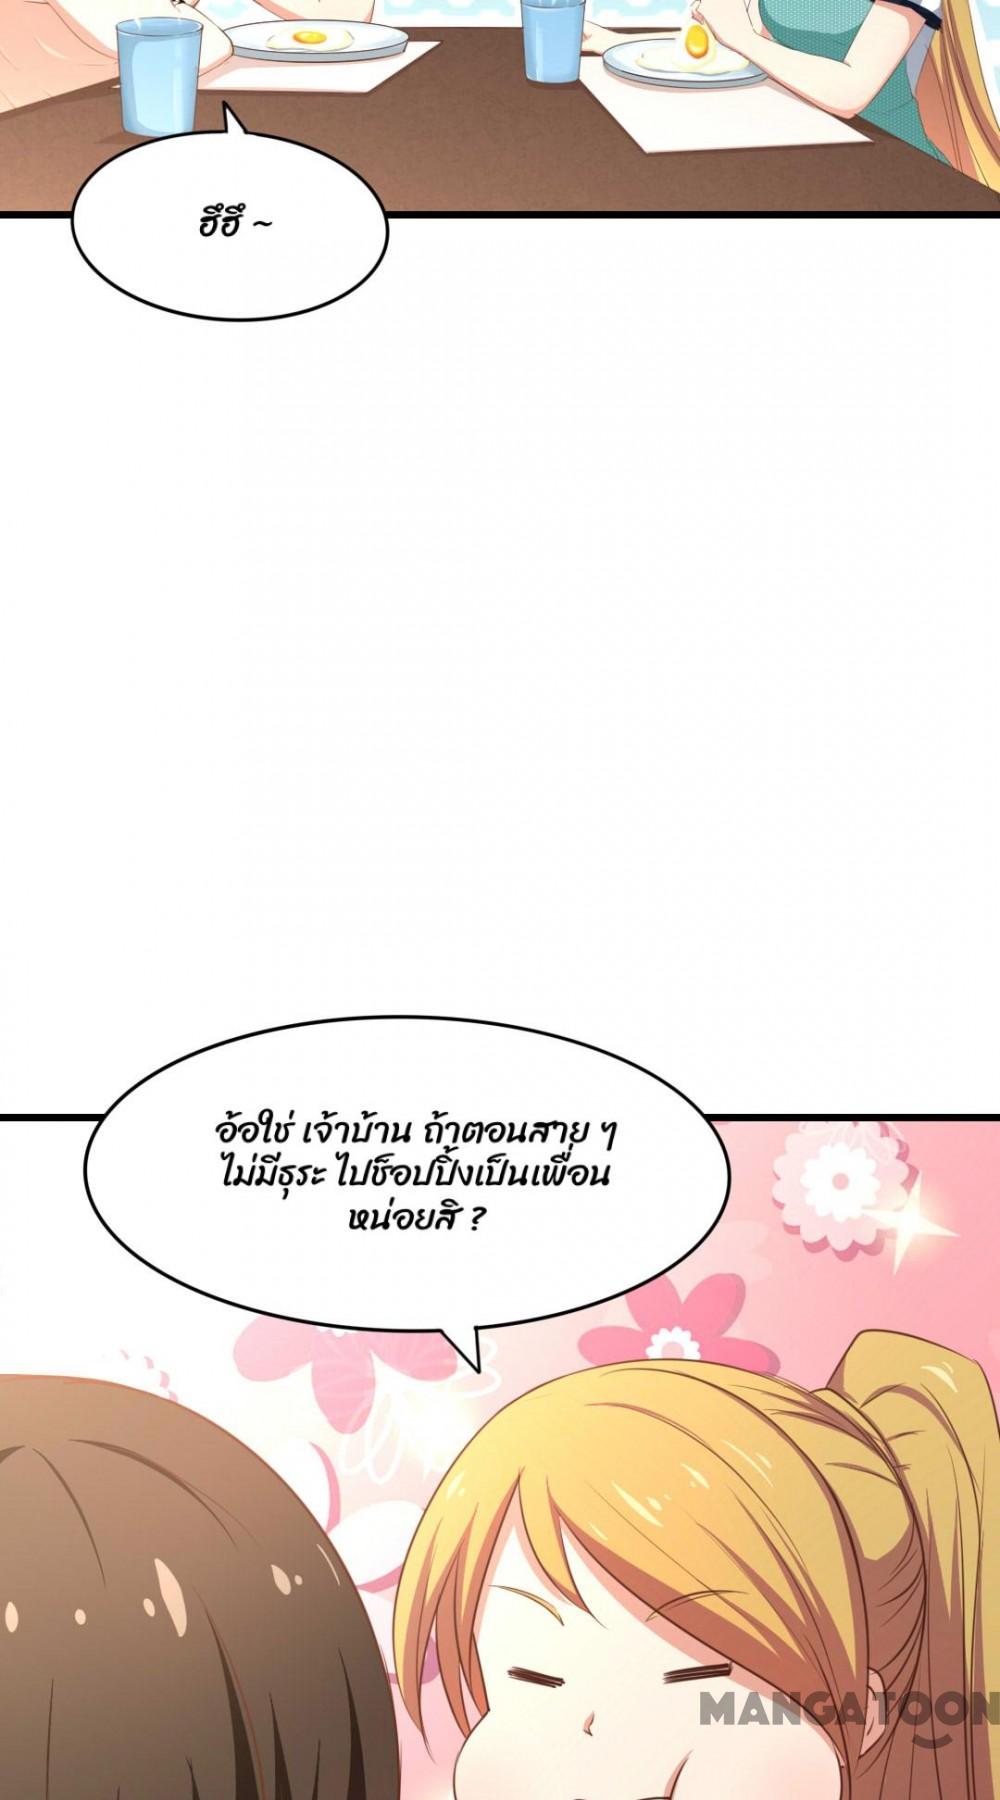 ฮึฮึ ~
อ้อใช่ เจ้าบ้าน ถ้าตอนสาย ๆ
ไม่มีธุระ ไปช็อปปิ้งเป็นเพื่อน
หน่อยสิ ?
MANGATOON